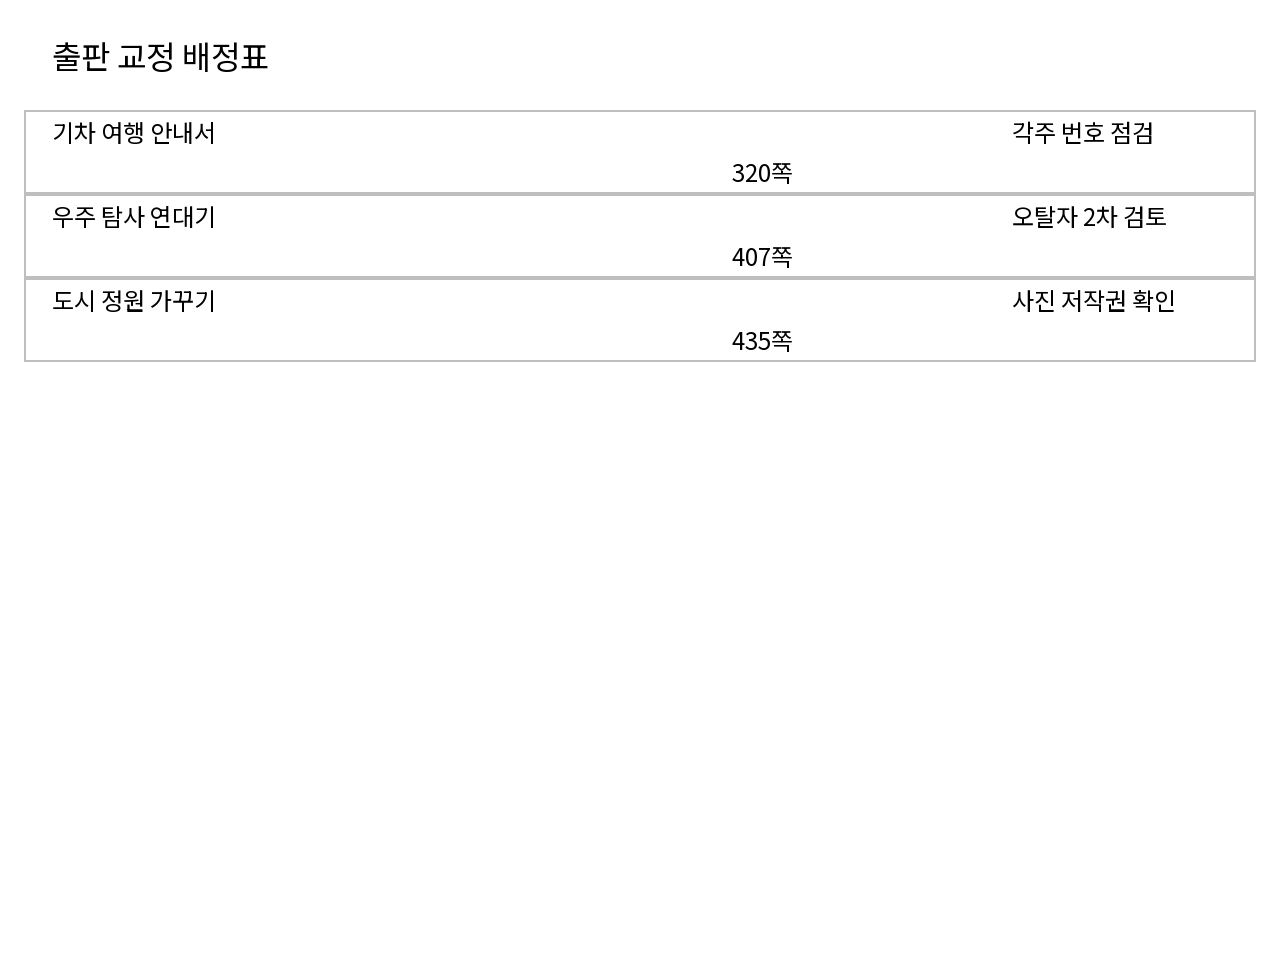 출판 교정 배정표
기차 여행 안내서
320쪽
각주 번호 점검
우주 탐사 연대기
407쪽
오탈자 2차 검토
도시 정원 가꾸기
435쪽
사진 저작권 확인